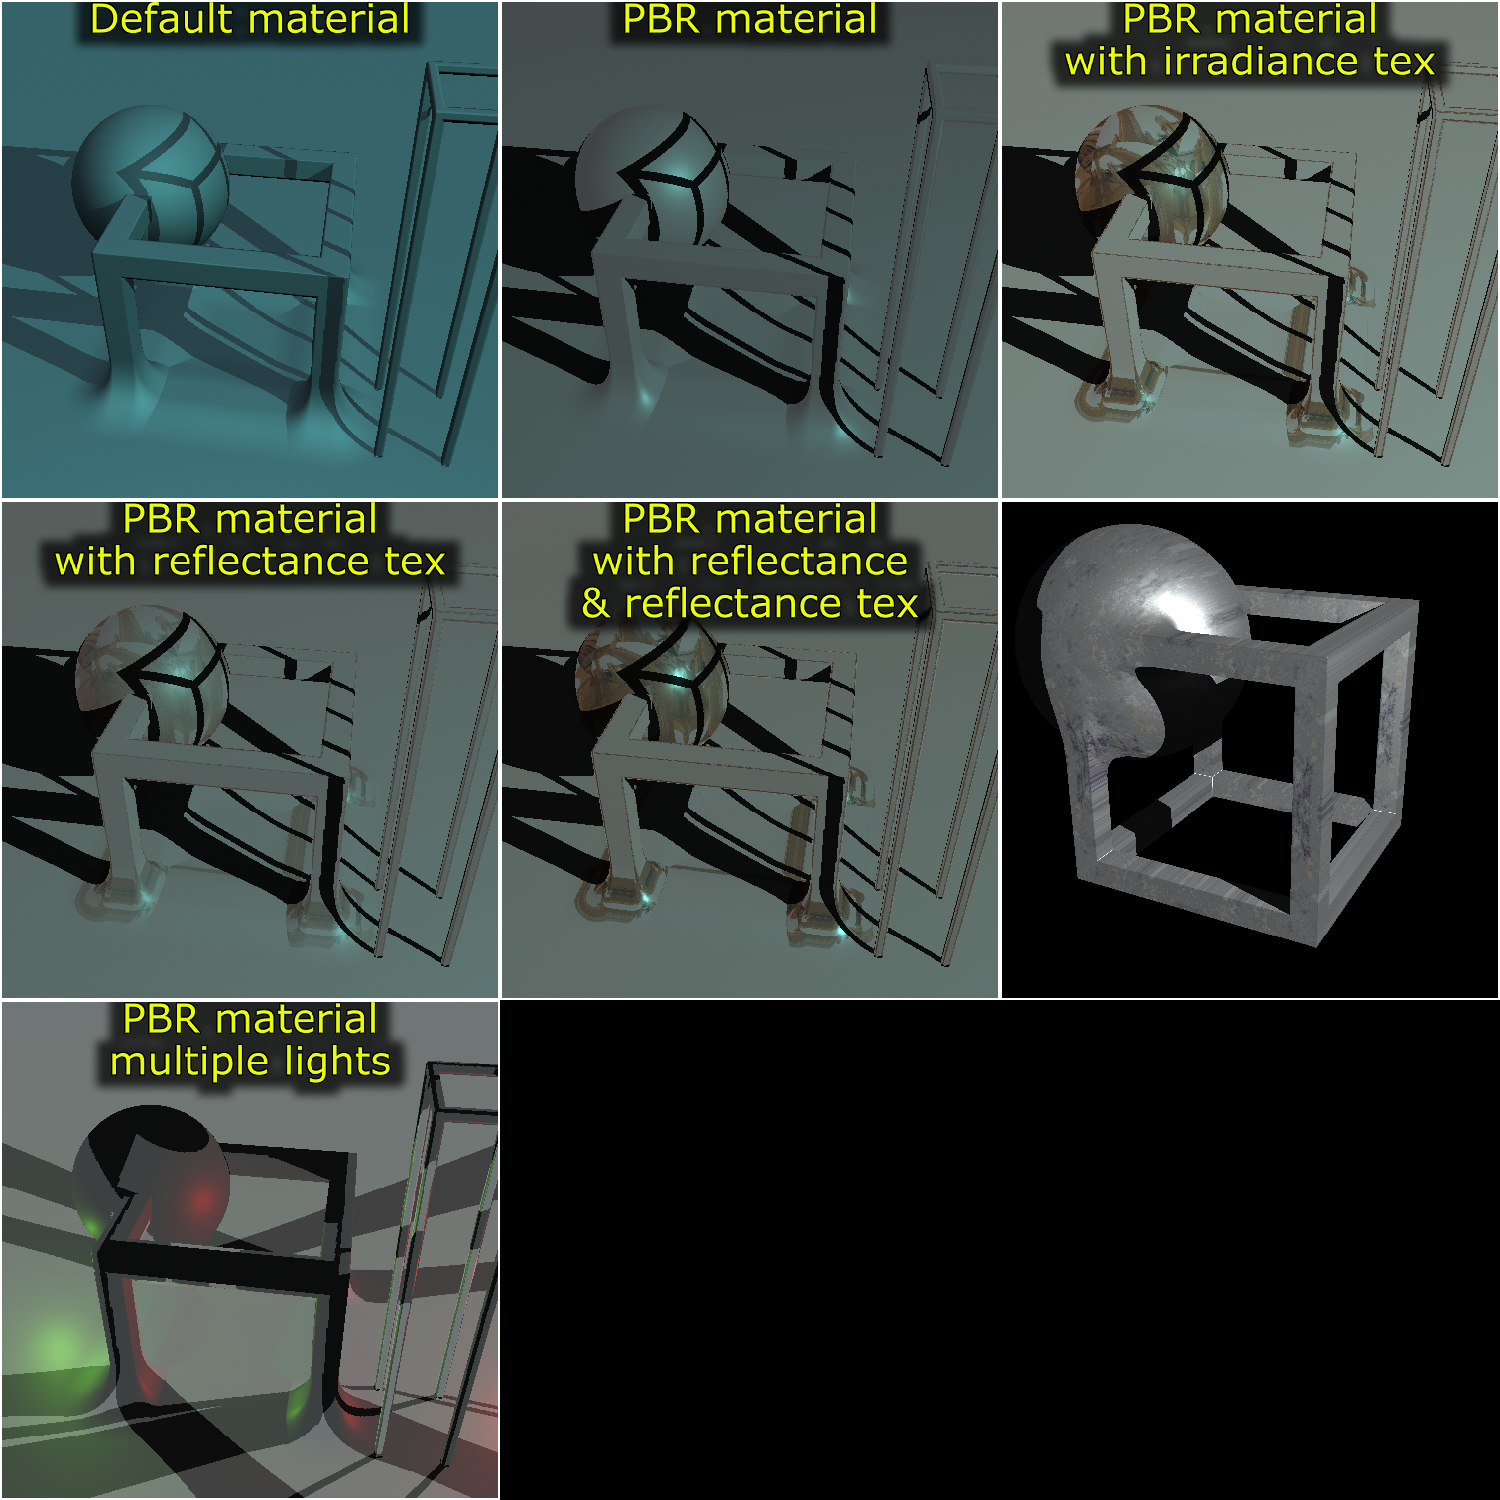 Default material
PBR material
PBR material
with irradiance tex
PBR material
with reflectance tex
PBR material
with reflectance
& reflectance tex
PBR material
multiple lights